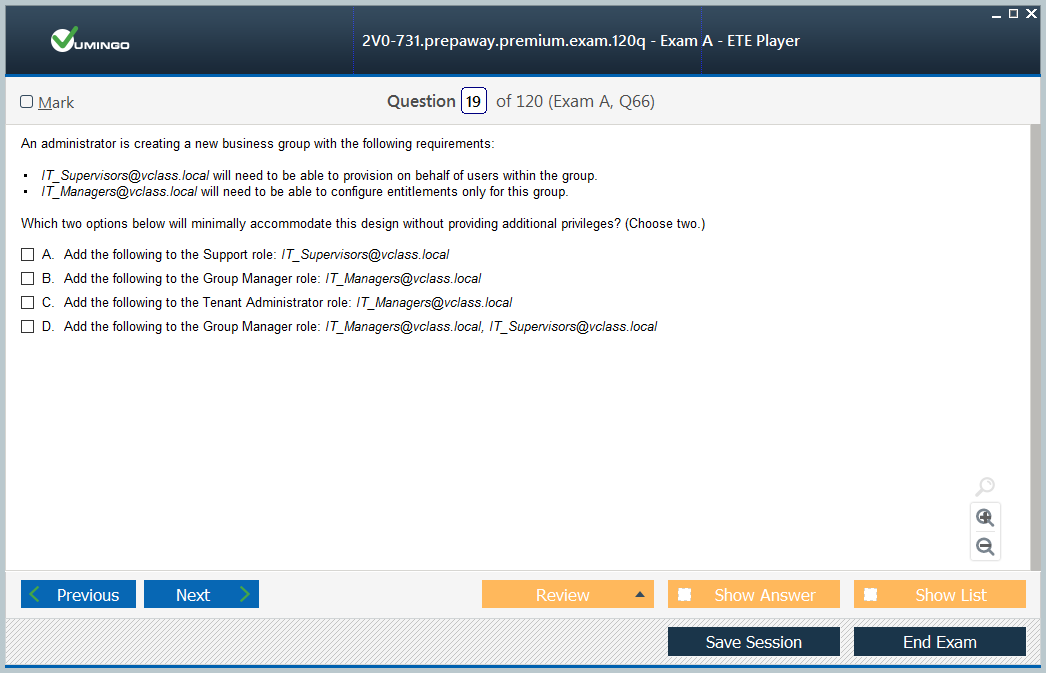 VUMINGO
2V0-731.prepaway.premium.exam.120q - Exam A - ETE Player
Mark
Question 19 of 120 (Exam A, Q66)
An administrator is creating a new business group with the following requirements:
• IT_Supervisors@vclass.local will need to be able to provision on behalf of users within the group.
• IT_Managers@vclass.local will need to be able to configure entitlements only for this group.
Which two options below will minimally accommodate this design without providing additional privileges? (Choose two.)
A. Add the following to the Support role: IT_Supervisors@vclass.local
B. Add the following to the Group Manager role: IT_Managers@vclass.local
C. Add the following to the Tenant Administrator role: IT_Managers@vclass.local
D. Add the following to the Group Manager role: IT_Managers@vclass.local, IT_Supervisors@vclass.local
Previous Next Review Show Answer Show List
Save Session End Exam